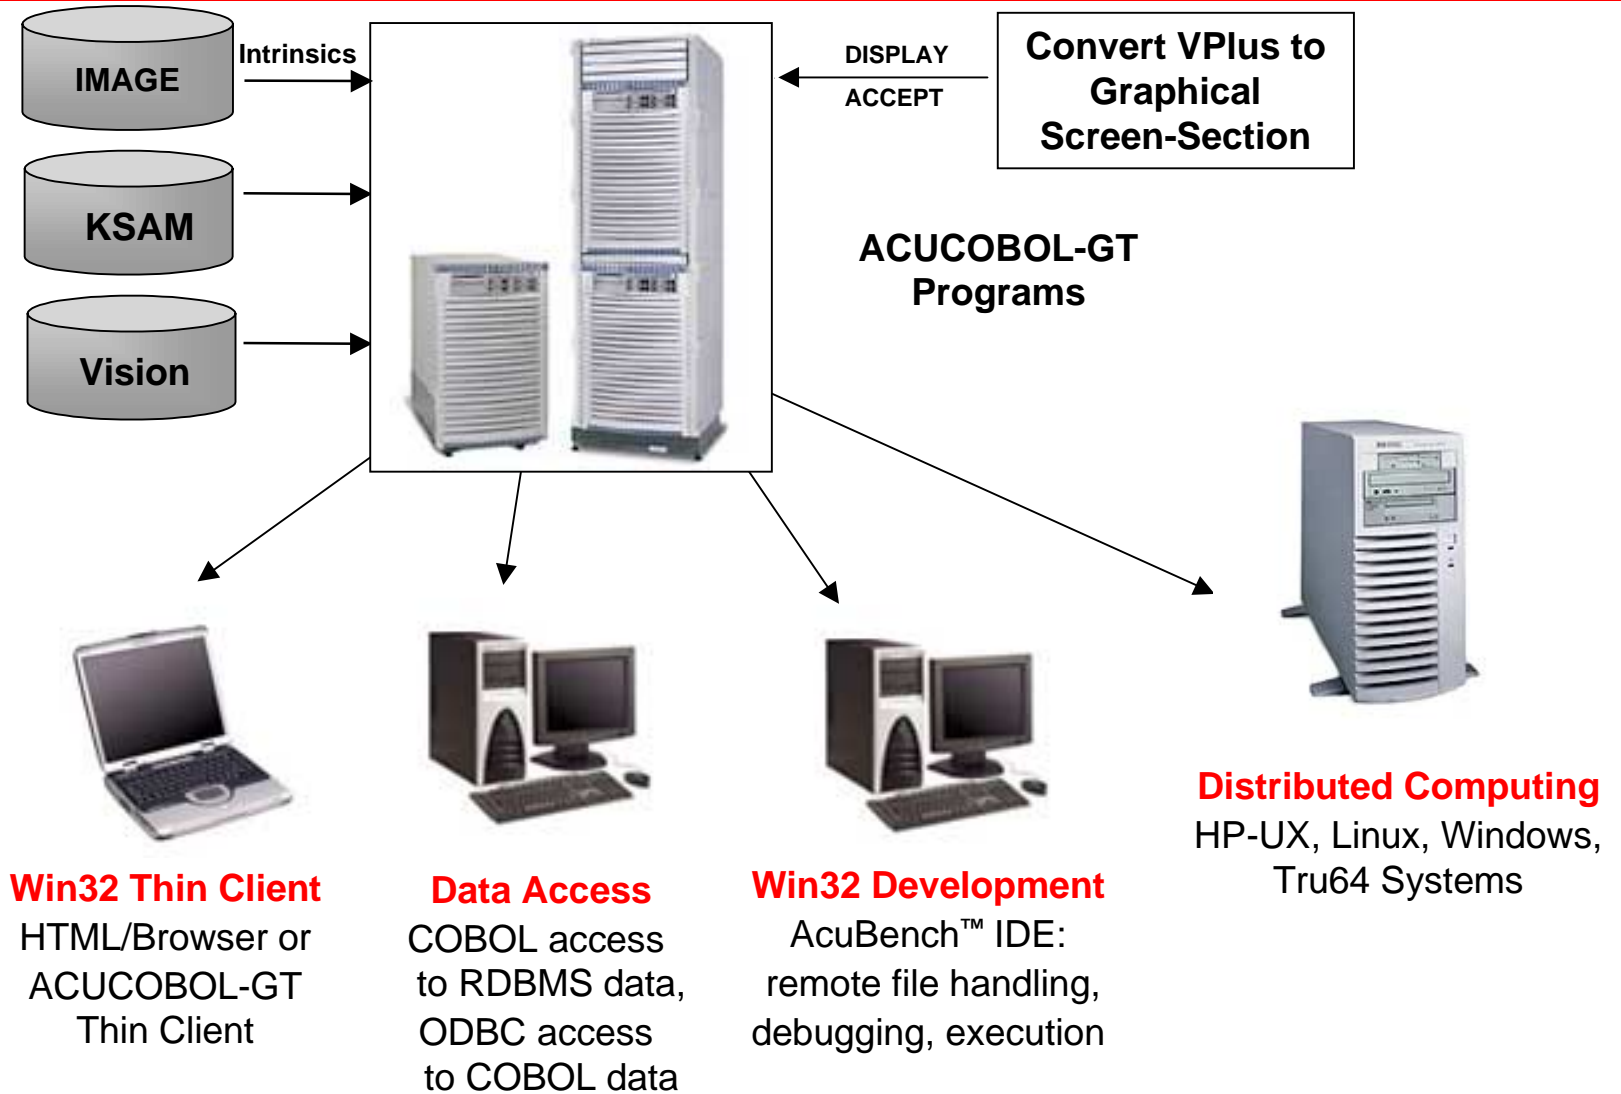 IMAGE
Intrinsics
KSAM
Vision
DISPLAY
ACCEPT
Convert VPlus to
Graphical
Screen-Section
ACUCOBOL-GT
Programs
Win32 Thin Client
HTML/Browser or
ACUCOBOL-GT
Thin Client
Data Access
COBOL access
to RDBMS data,
ODBC access
to COBOL data
Win32 Development
AcuBench™ IDE:
remote file handling,
debugging, execution
Distributed Computing
HP-UX, Linux, Windows,
Tru64 Systems